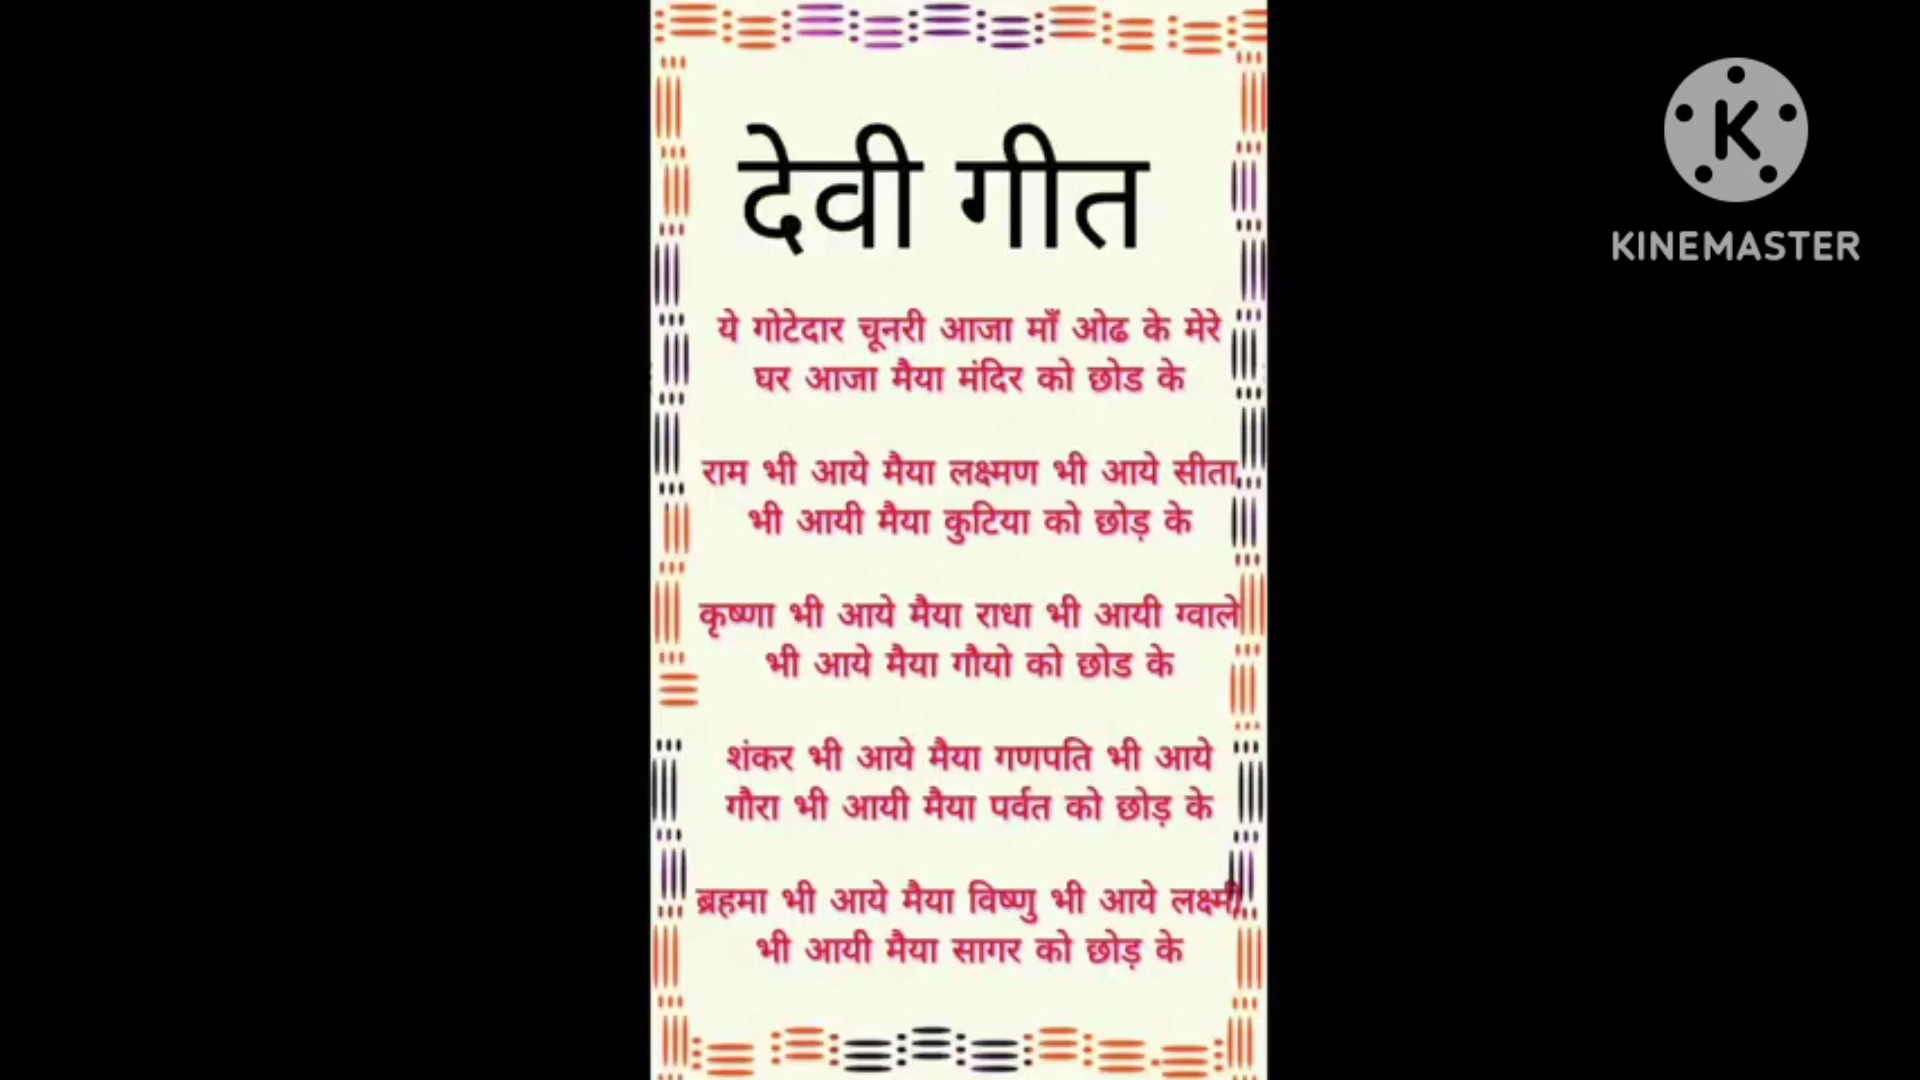 देवी गीत
ये गोटेदार चूनरी आजा माँ ओढ के मेरे
घर आजा मैया मंदिर को छोड के
राम भी आये मैया लक्ष्मण भी आये सीता
भी आयी मैया कुटिया को छोड़ के
कृष्णा भी आये मैया राधा भी आयी ग्वाले
भी आये मैया गौयो को छोड के
शंकर भी आये मैया गणपति भी आये
गौरा भी आयी मैया पर्वत को छोड़ के
ब्रहमा भी आये मैया विष्णु भी आये लक्ष्मी
भी आयी मैया सागर को छोड़ के
K
KINEMASTER